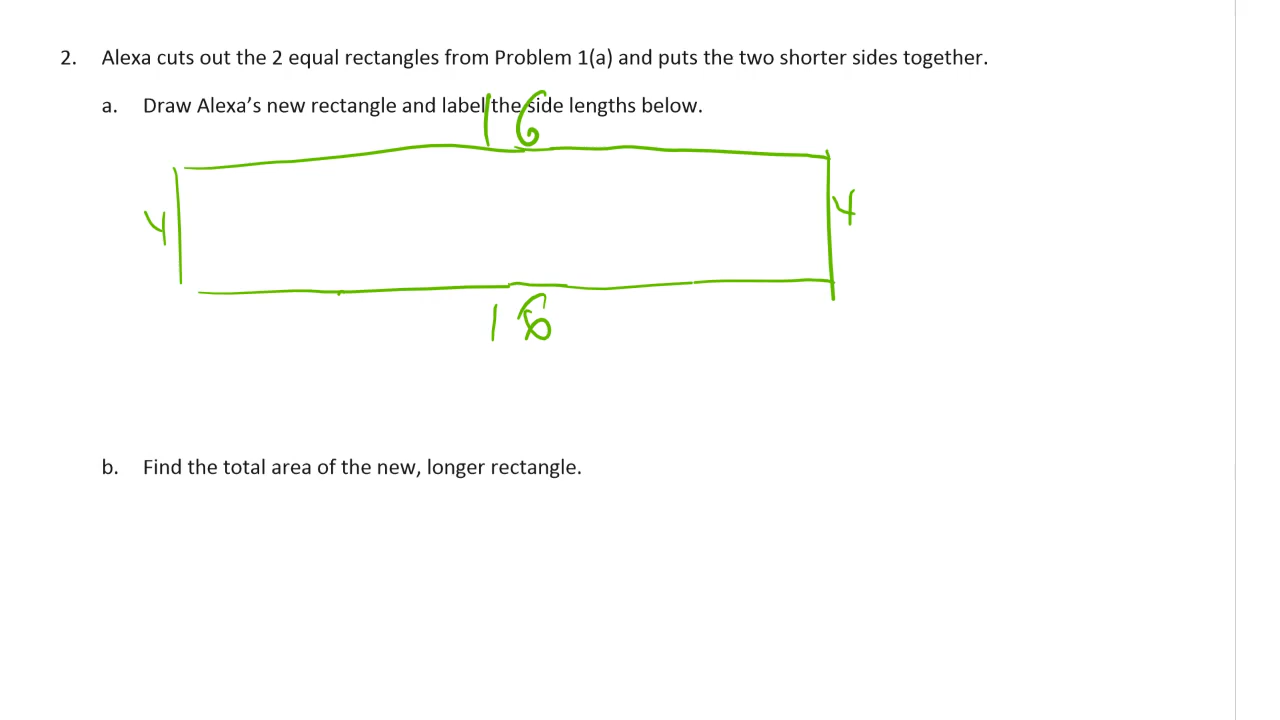 2. Alexa cuts out the 2 equal rectangles from Problem 1(a) and puts the two shorter sides together.
a. Draw Alexa’s new rectangle and label the side lengths below.
16
4
4
16
b. Find the total area of the new, longer rectangle.